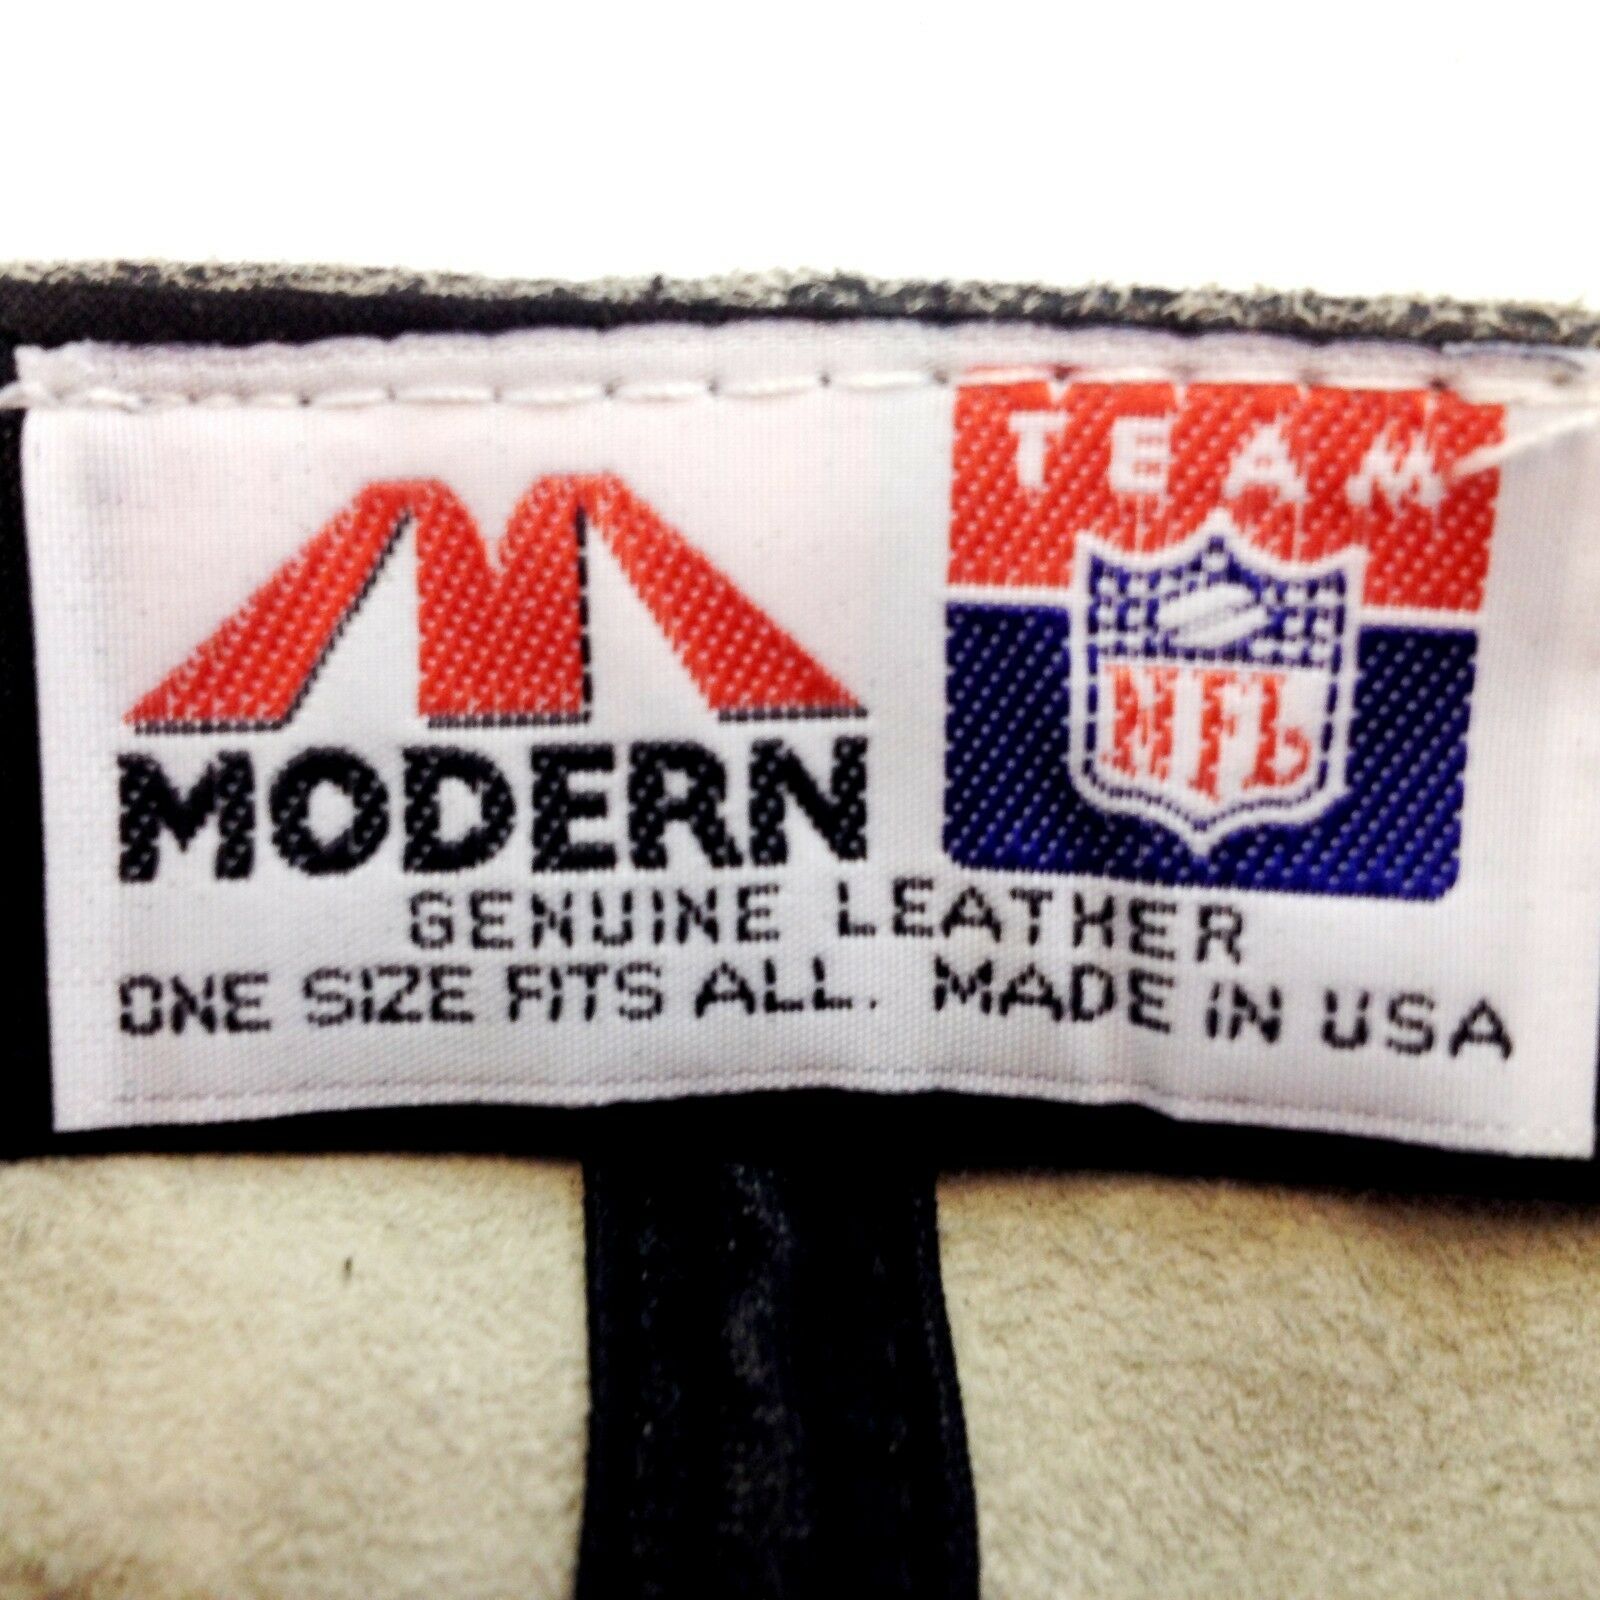 TEAM
NFL
MODERN
GENUINE LEATHER
ONE SIZE FITS ALL. MADE IN USA